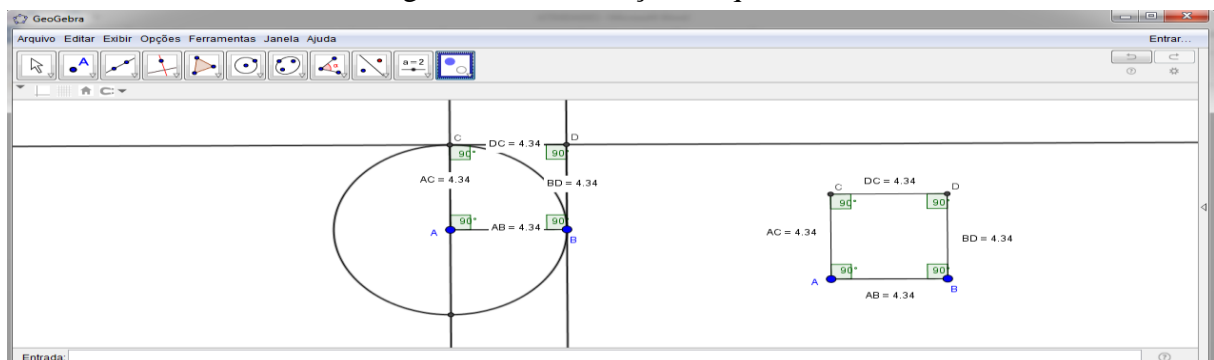 GeoGebra
Arquivo Editar Exibir Opções Ferramentas Janela Ajuda
Entrar...
A
a=2
C
D
DC = 4.34
90°
90
AC = 4.34
BD = 4.34
90°
90
A
AB = 4.34
B
C
DC = 4.34
D
90°
90
AC = 4.34
BD = 4.34
90°
90
A
AB = 4.34
B
Entrada: